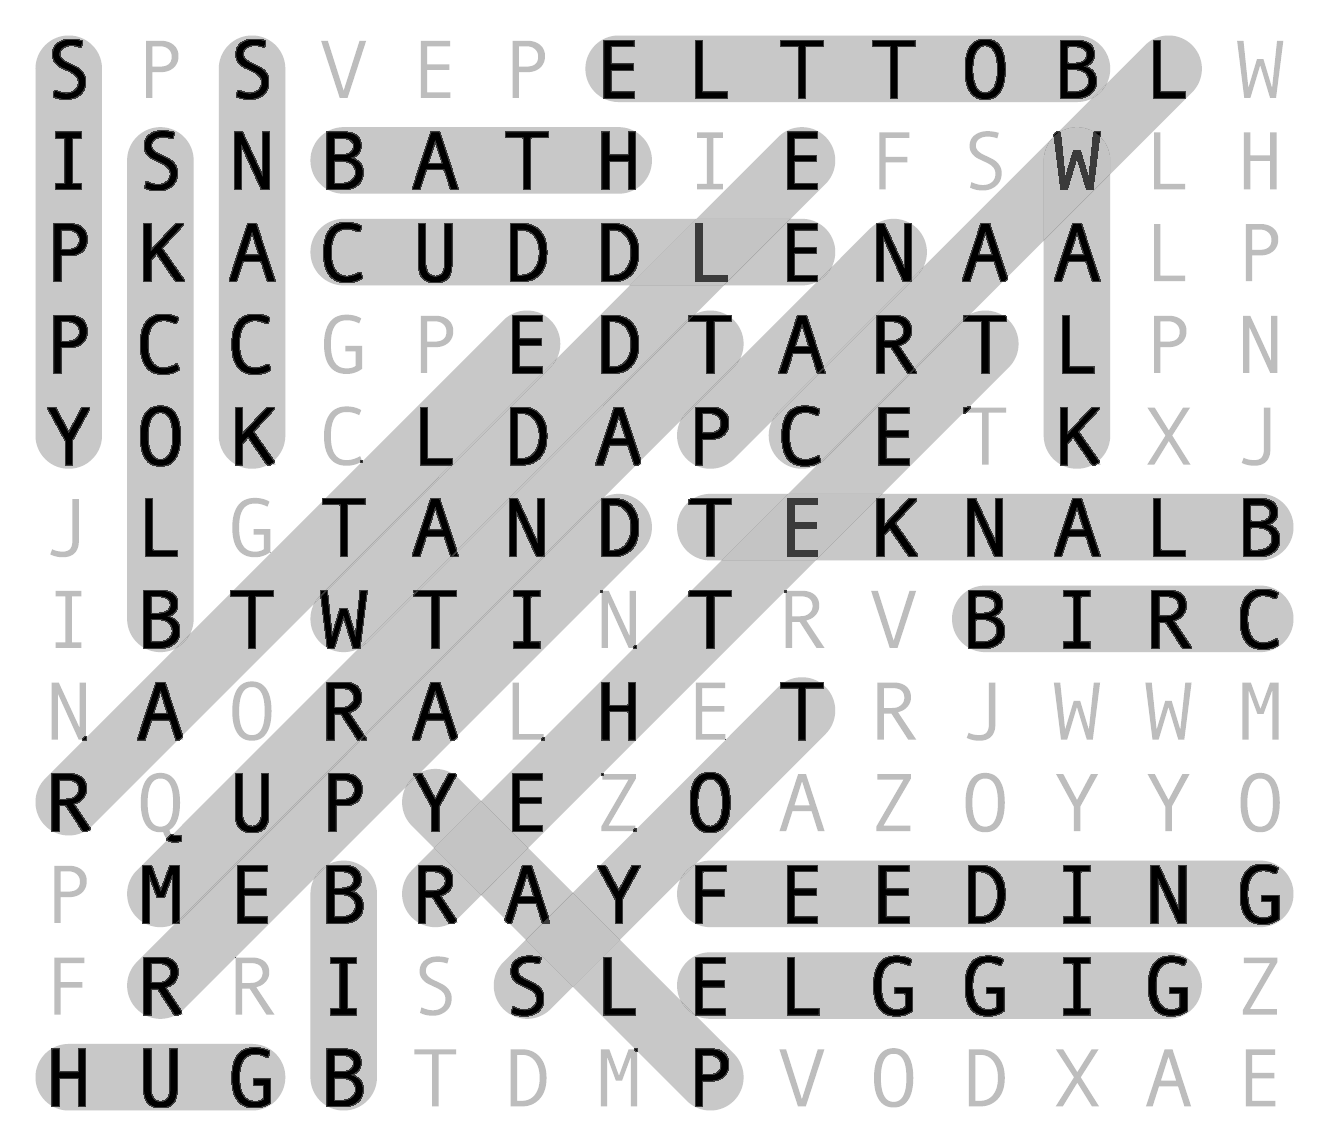 S P S V E P E L T T O B L W
I S N B A T H I E F S W L H
P K A C U D D L E N A A L P
P C C G P E D T A R T L P N
Y O K C L D A P C E T K X J
J L G T A N D T E K N A L B
I B T W T I N T R V B I R C
N A O R A L H E T R J W W M
R Q U P Y E Z O A Z O Y Y O
P M E B R A Y F E E D I N G
F R R I S S L E L G G I G Z
H U G B T D M P V O D X A E